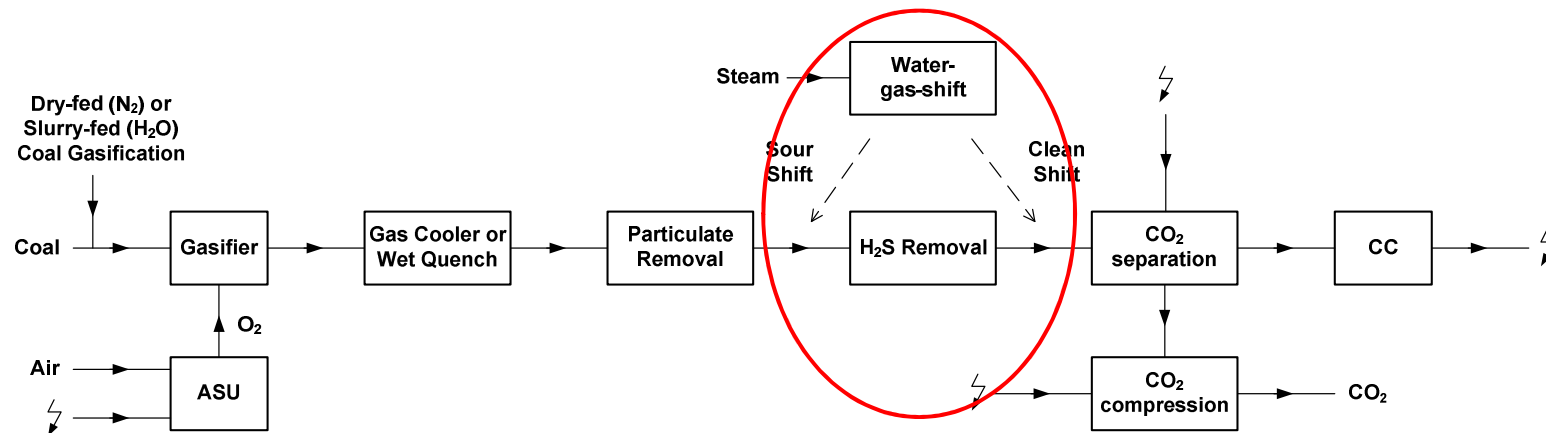 Water-
gas-shift
Steam
Dry-fed (N₂) or
Slurry-fed (H₂O)
Coal Gasification
Sour
Shift
Clean
Shift
Coal
Gasifier
Gas Cooler or
Wet Quench
Particulate
Removal
H₂S Removal
CO₂
separation
CC
O₂
Air
ASU
CO₂
compression
CO₂